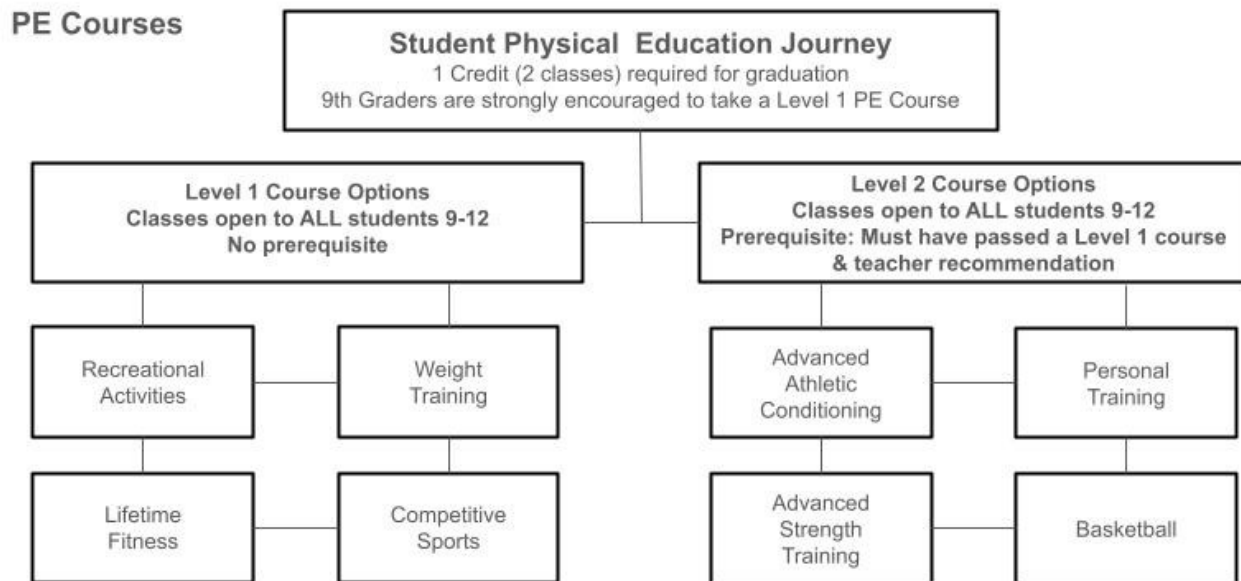 PE Courses
Student Physical Education Journey
1 Credit (2 classes) required for graduation
9th Graders are strongly encouraged to take a Level 1 PE Course
Level 1 Course Options
Classes open to ALL students 9-12
No prerequisite
Level 2 Course Options
Classes open to ALL students 9-12
Prerequisite: Must have passed a Level 1 course
& teacher recommendation
Recreational
Activities
Weight
Training
Lifetime
Fitness
Competitive
Sports
Advanced
Athletic
Conditioning
Personal
Training
Advanced
Strength
Training
Basketball